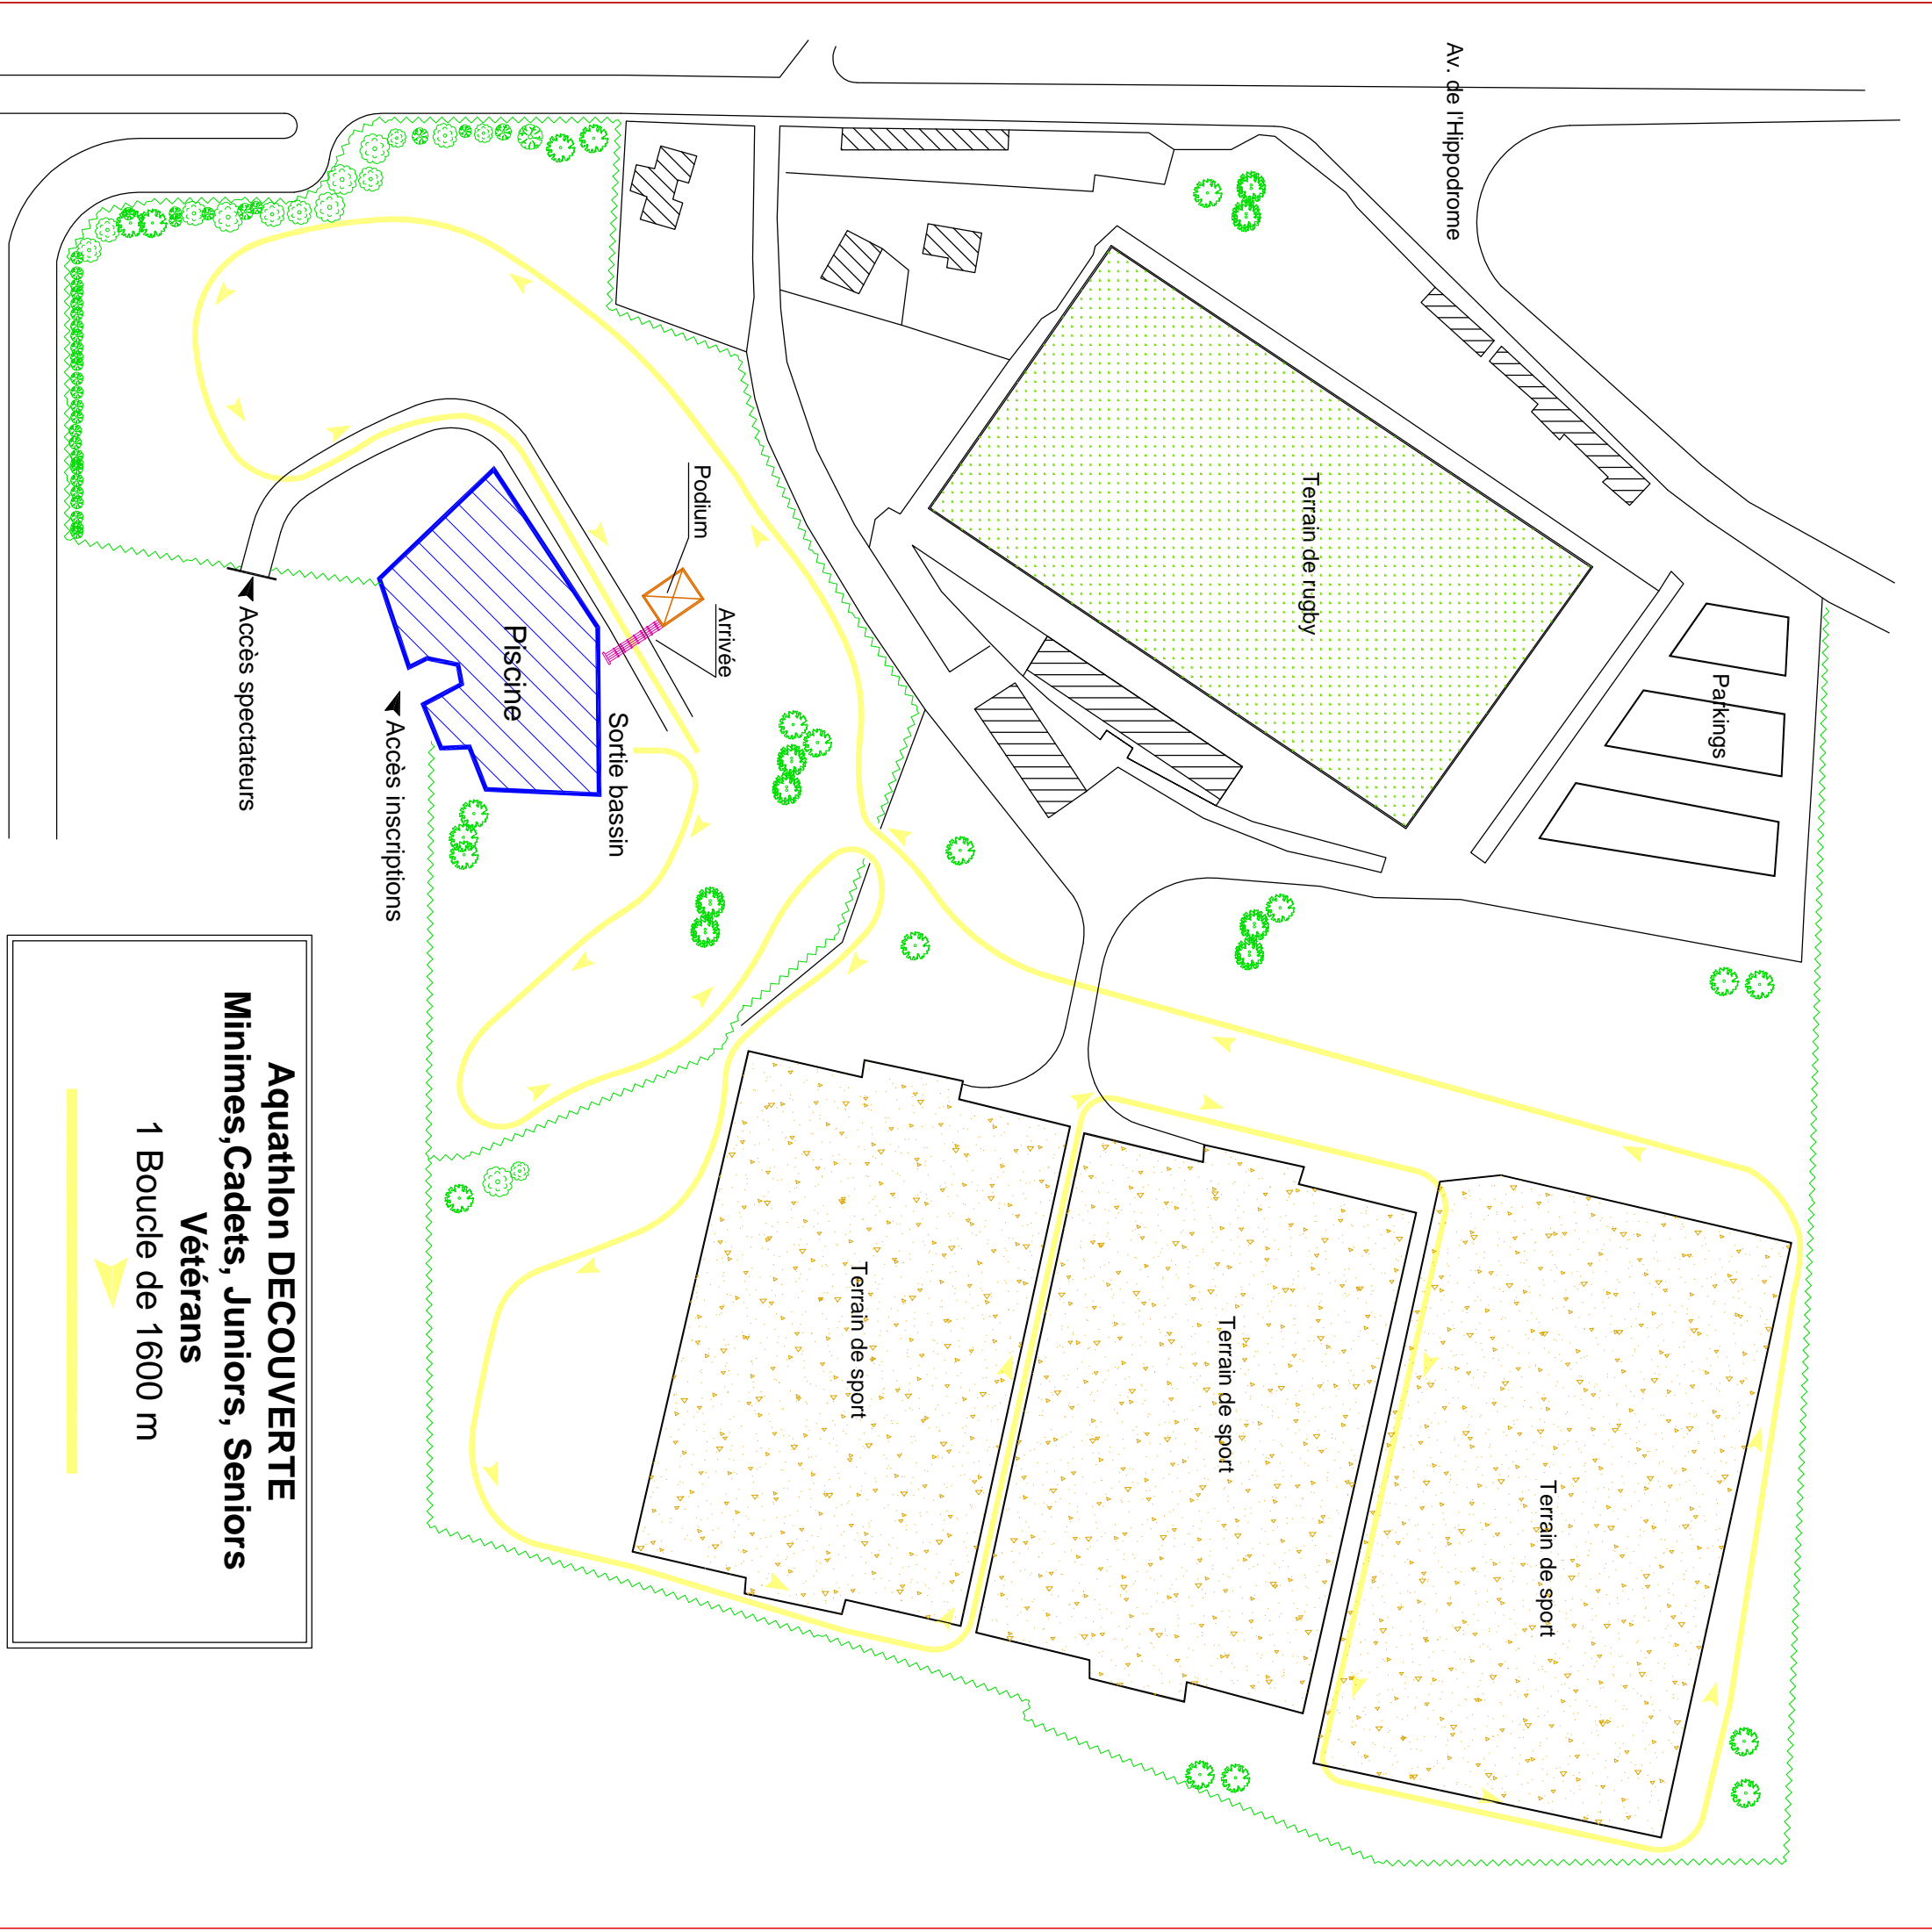 Av. de l'Hippodrome
Terrain de rugby
Parkings
Podium
Arrivée
Piscine
Sortie bassin
Accès spectateurs
Accès inscriptions
Terrain de sport
Terrain de sport
Terrain de sport
Aquathlon DECOUVERTE
Minimes,Cadets, Juniors, Seniors
Vétérans
1 Boucle de 1600 m